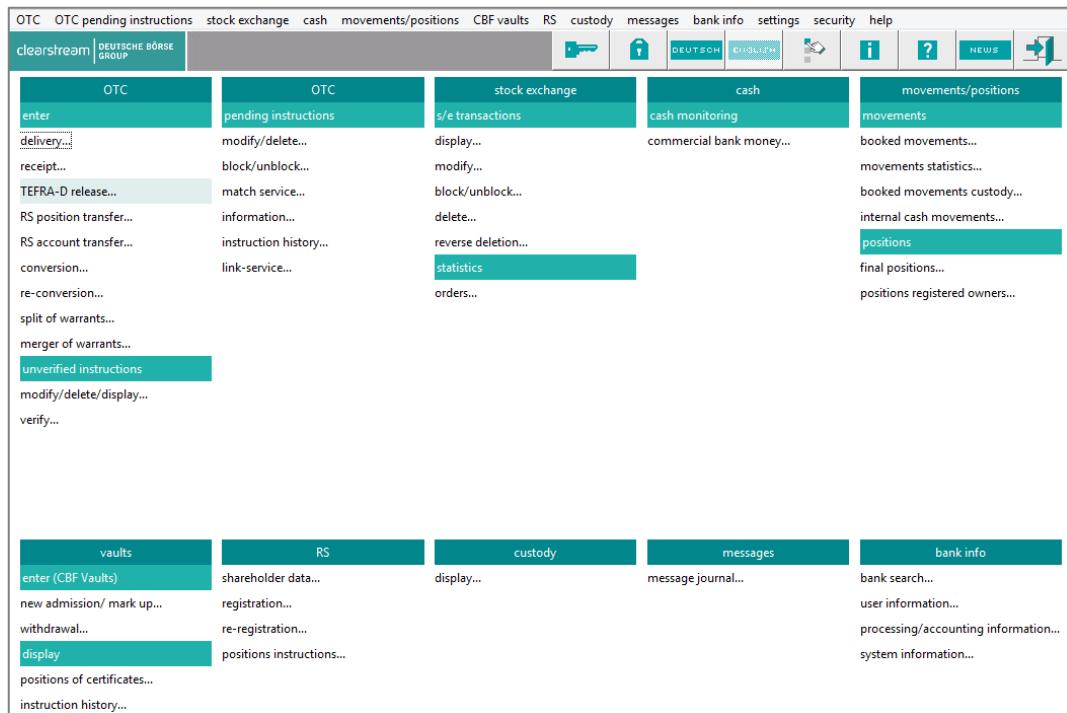 OTC OTC pending instructions stock exchange cash movements/positions CBF vaults RS custody messages bank info settings security help
clearstream DEUTSCHE BÖRSE
GROUP
DEUTSCH ENGLISH i ? NEWS
OTC
enter
delivery...
receipt...
TEFRA-D release...
RS position transfer...
RS account transfer...
conversion...
re-conversion...
split of warrants...
merger of warrants...
unverified instructions
modify/delete/display...
verify...
OTC
pending instructions
modify/delete...
block/unblock...
match service...
information...
instruction history...
link-service...
stock exchange
s/e transactions
display...
modify...
block/unblock...
delete...
reverse deletion...
statistics
orders...
cash
cash monitoring
commercial bank money...
movements/positions
movements
booked movements...
movements statistics...
booked movements custody...
internal cash movements...
positions
final positions...
positions registered owners...
vaults
enter (CBF Vaults)
new admission/ mark up...
withdrawal...
display
positions of certificates...
instruction history...
RS
shareholder data...
registration...
re-registration...
positions instructions...
custody
display...
messages
message journal...
bank info
bank search...
user information...
processing/accounting information...
system information...